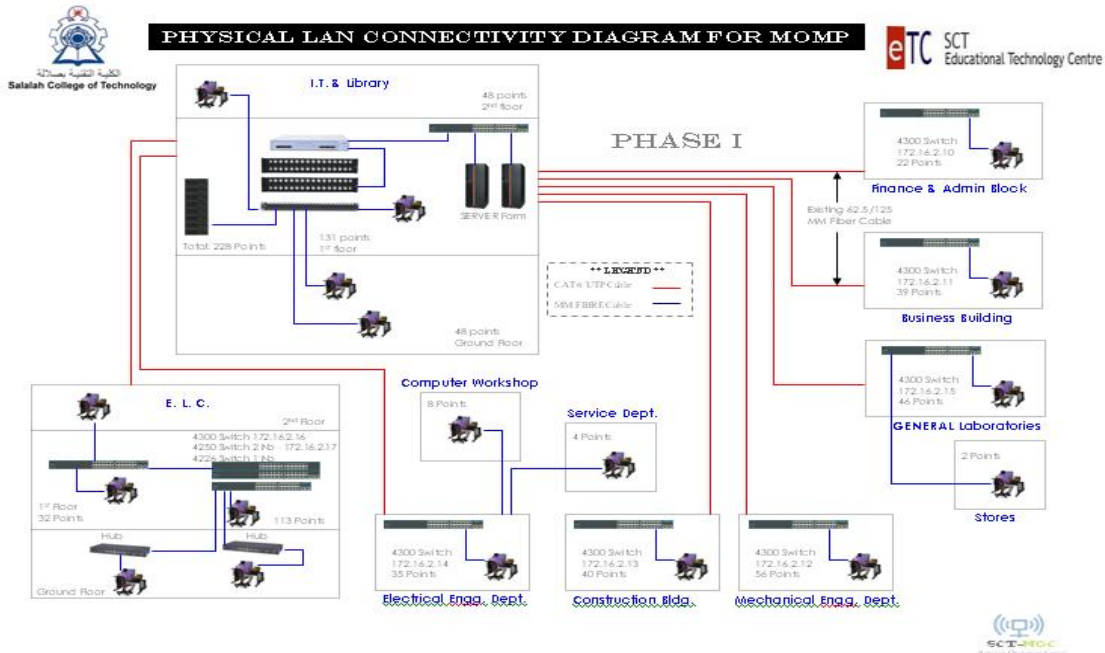 PHYSICAL LAN CONNECTIVITY DIAGRAM FOR MOMP
الكلية التقنية بصلالة
Salalah College of Technology
eTC SCT
Educational Technology Centre
I.T. & Library
48 points
2nd floor
PHASE I
SERVER Form
Total: 228 Points
131 points
1st floor
48 points
Ground Floor
**LEGEND**
CAT6 UTP Cable
MM FIBRE Cable
4300 Switch
172.16.2.10
22 Points
Finance & Admin Block
Existing 62.5/125
MM Fiber Cable
4300 Switch
172.16.2.11
39 Points
Business Building
4300 Switch
172.16.2.15
46 Points
GENERAL Laboratories
2 Points
Stores
E. L. C.
2nd Floor
4300 Switch 172.16.2.16
4250 Switch 2 Nb - 172.16.2.17
4226 Switch 1 Nb
1st Floor
32 Points
113 Points
Hub
Hub
Ground Floor
Computer Workshop
8 Points
Service Dept.
4 Points
4300 Switch
172.16.2.14
35 Points
Electrical Engg. Dept.
4300 Switch
172.16.2.13
40 Points
Construction Bldg.
4300 Switch
172.16.2.12
56 Points
Mechanical Engg. Dept.
SCT-NOC